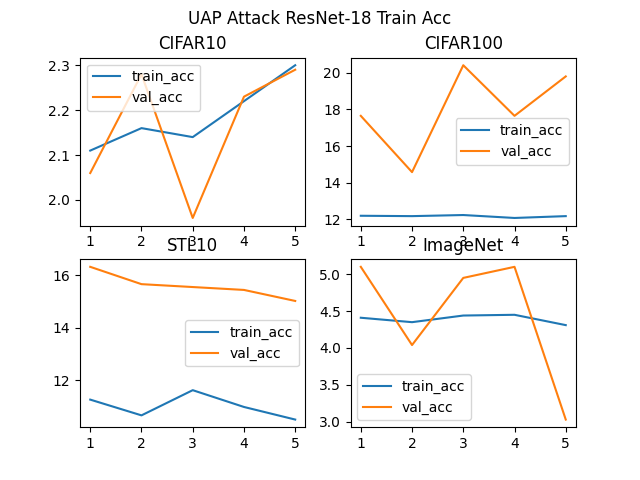 UAP Attack ResNet-18 Train Acc
CIFAR10
2.3
2.2
2.1
2.0
train_acc
val_acc
1 2 3 4 5
CIFAR100
20
18
16
14
12
train_acc
val_acc
1 2 3 4 5
STL10
16
14
12
train_acc
val_acc
1 2 3 4 5
ImageNet
5.0
4.5
4.0
3.5
3.0
train_acc
val_acc
1 2 3 4 5